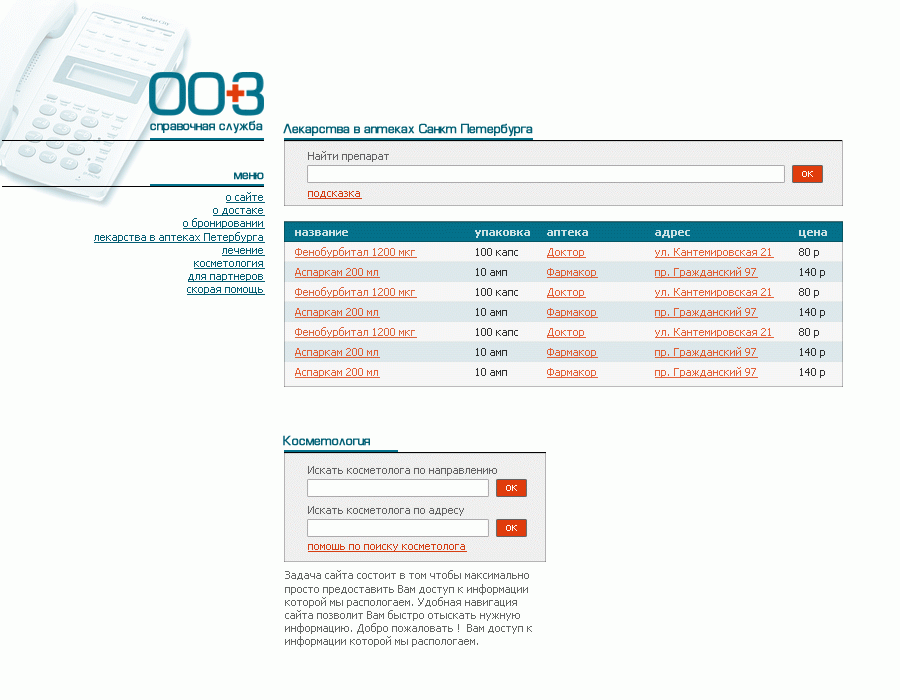 003
справочная служба
меню
о сайте
о достаке
о бронировании
лекарства в аптеках Петербурга
лечение
косметология
для партнеров
скорая помощь
Лекарства в аптеках Санкт Петербурга
Найти препарат
ок
подсказка
название упаковка аптека адрес цена
Фенобурбитал 1200 мкг 100 капс Доктор ул. Кантемировская 21 80 р
Аспаркам 200 мл 10 амп Фармакор пр. Гражданский 97 140 р
Фенобурбитал 1200 мкг 100 капс Доктор ул. Кантемировская 21 80 р
Аспаркам 200 мл 10 амп Фармакор пр. Гражданский 97 140 р
Фенобурбитал 1200 мкг 100 капс Доктор ул. Кантемировская 21 80 р
Аспаркам 200 мл 10 амп Фармакор пр. Гражданский 97 140 р
Аспаркам 200 мл 10 амп Фармакор пр. Гражданский 97 140 р
Косметология
Искать косметолога по направлению
ок
Искать косметолога по адресу
ок
помощь по поиску косметолога
Задача сайта состоит в том чтобы максимально
просто предоставить Вам доступ к информации
которой мы распологаем. Удобная навигация
сайта позволит Вам быстро отыскать нужную
информацию. Добро пожаловать ! Вам доступ к
информации которой мы распологаем.